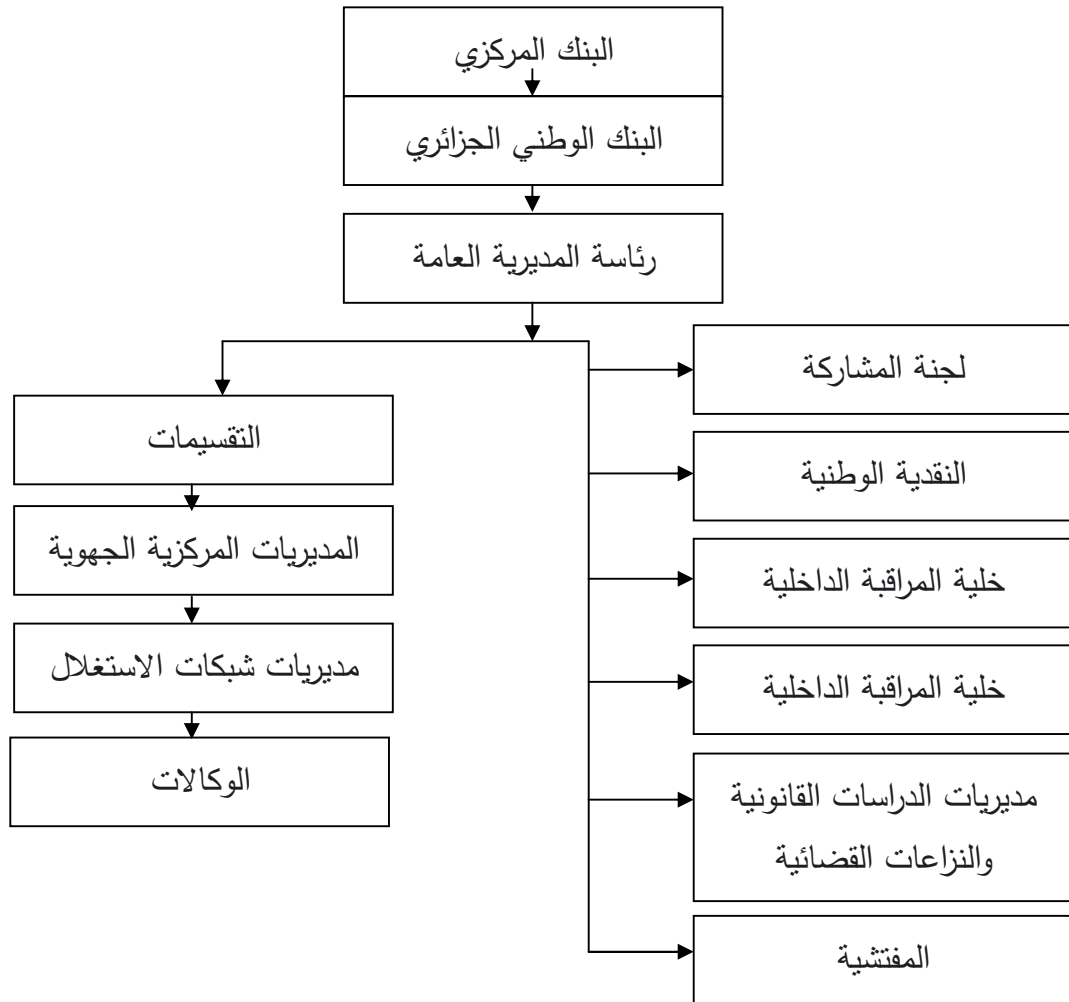 البنك المركزي
البنك الوطني الجزائري
رئاسة المديرية العامة
لجنة المشاركة
النقدية الوطنية
خلية المراقبة الداخلية
خلية المراقبة الداخلية
مديريات الدراسات القانونية
والنزاعات القضائية
المفتشية
التقسيمات
المديريات المركزية الجهوية
مديريات شبكات الاستغلال
الوكالات